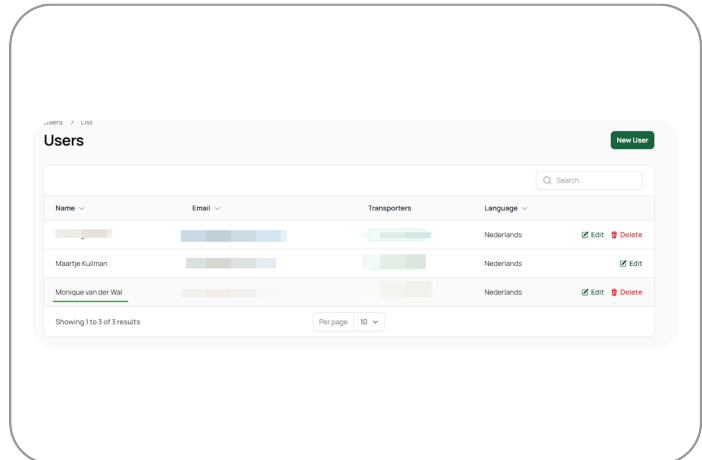 Users > List
Users
New User
Search
Name Email Transporters Language
Nederlands Edit Delete
Maartje Kuilman Nederlands Edit
Monique van der Wal Nederlands Edit Delete
Showing 1 to 3 of 3 results Per page 10